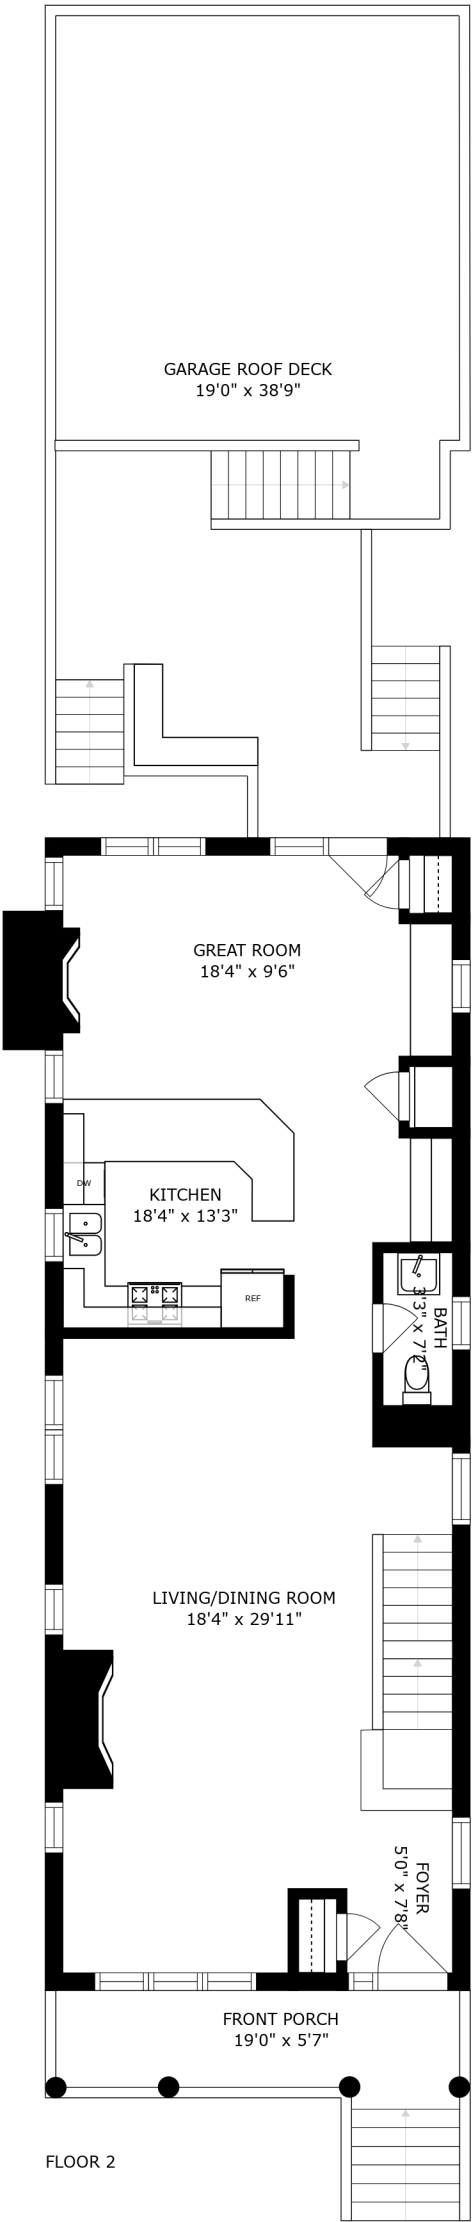 GARAGE ROOF DECK
19'0" x 38'9"
GREAT ROOM
18'4" x 9'6"
DW
KITCHEN
18'4" x 13'3"
REF
BATH
3'3" x 7'2"
LIVING/DINING ROOM
18'4" x 29'11"
FOYER
5'0" x 7'8"
FRONT PORCH
19'0" x 5'7"
FLOOR 2